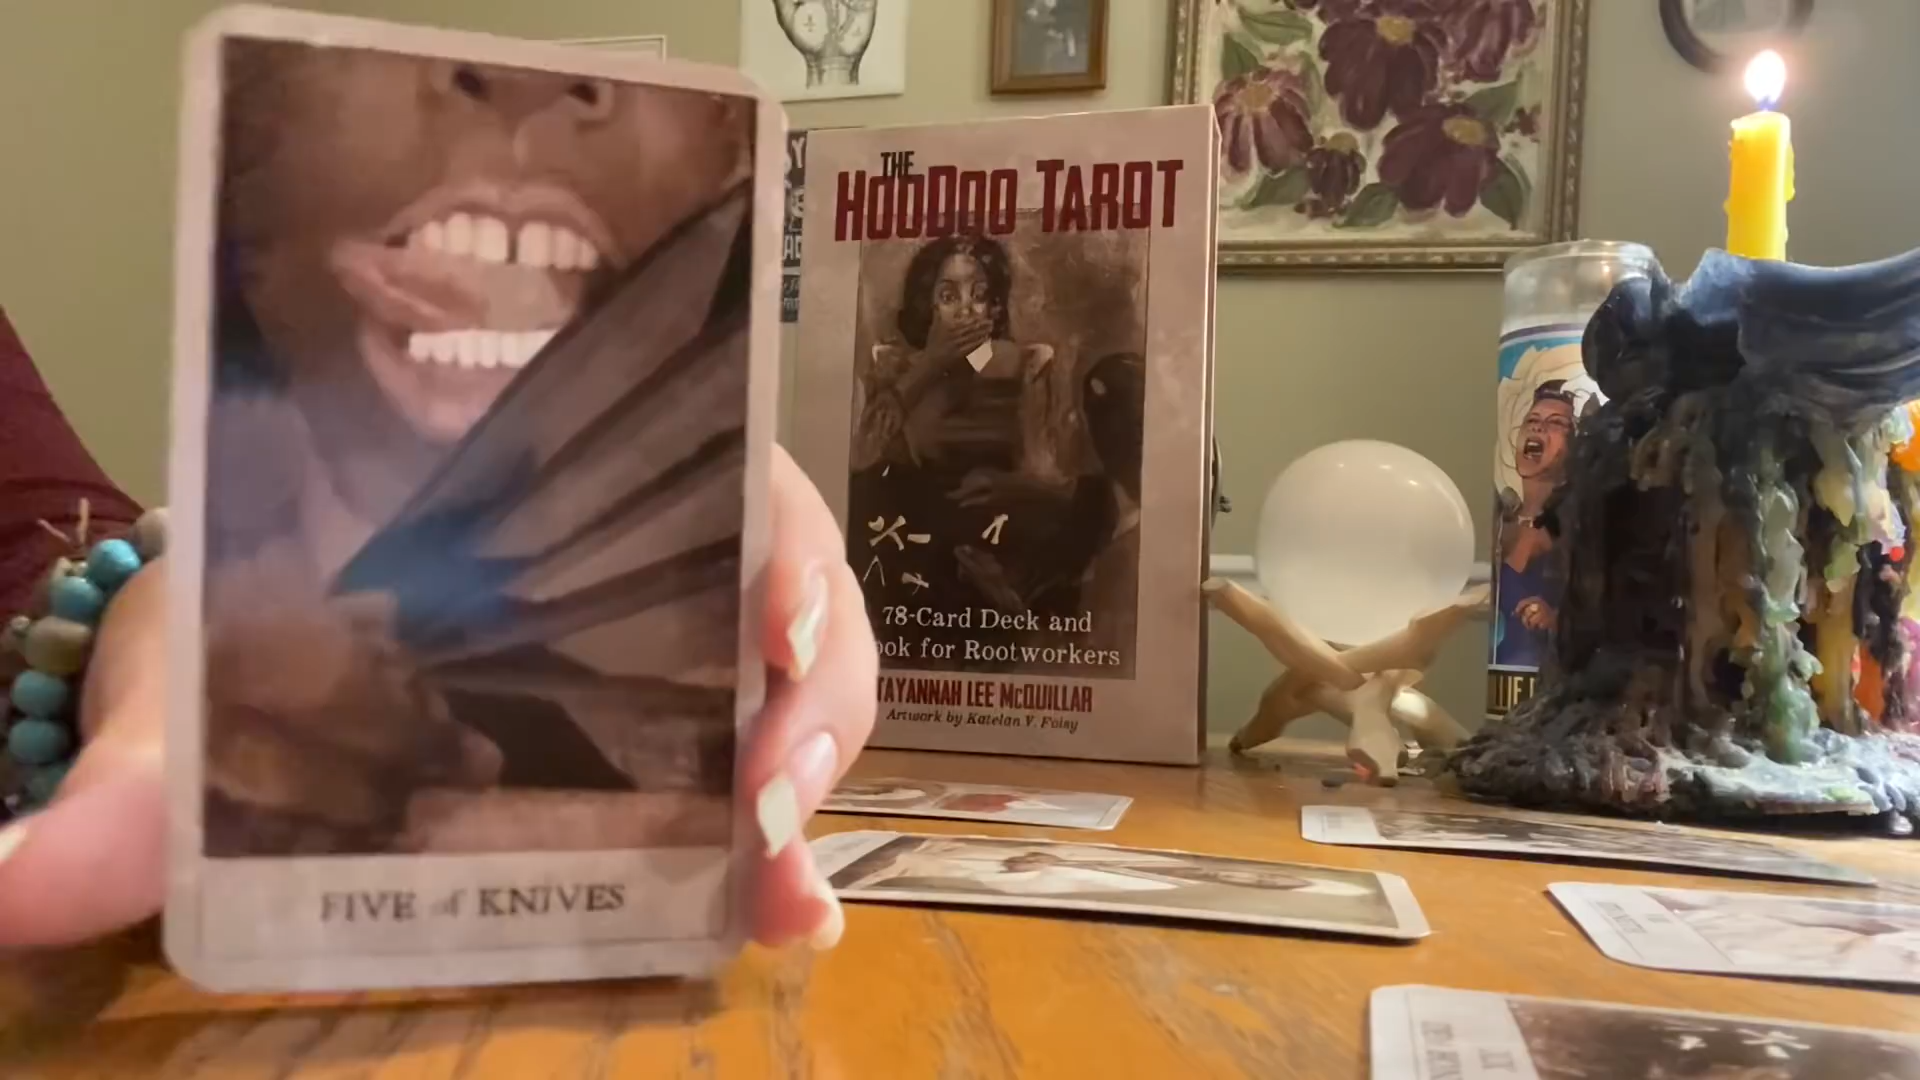 FIVE of KNIVES
THE
HOODOO TAROT
78-Card Deck and
ook for Rootworkers
TAYANNAH LEE MCQUILLAR
Artwork by Katelan V. Foisy